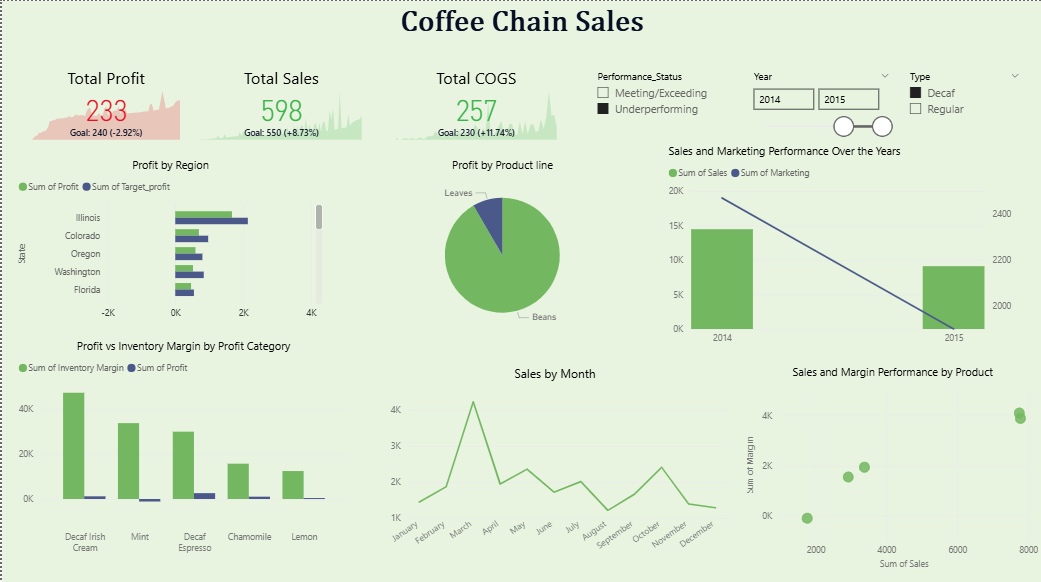 Coffee Chain Sales
Total Profit
233
Goal: 240 (-2.92%)
Total Sales
598
Goal: 550 (+8.73%)
Total COGS
257
Goal: 230 (+11.74%)
Performance_Status
Meeting/Exceeding
Underperforming
Year
2014
2015
Type
Decaf
Regular
Profit by Region
Sum of Profit Sum of Target_profit
State
Illinois
Colorado
Oregon
Washington
Florida
-2K 0K 2K 4K
Profit by Product line
Leaves
Beans
Sales and Marketing Performance Over the Years
Sum of Sales Sum of Marketing
20K
15K
10K
5K
0K
2400
2200
2000
2014 2015
Profit vs Inventory Margin by Profit Category
Sum of Inventory Margin Sum of Profit
40K
20K
0K
Decaf Irish
Cream
Mint
Decaf
Espresso
Chamomile
Lemon
Sales by Month
4K
3K
2K
1K
January
February
March
April
May
June
July
August
September
October
November
December
Sales and Margin Performance by Product
Sum of Margin
4K
2K
0K
2000 4000 6000 8000
Sum of Sales